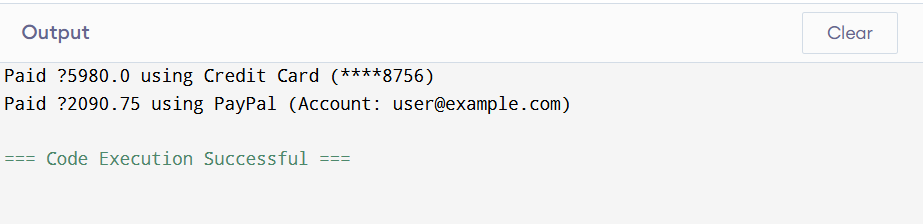 Output
Clear
Paid ?5980.0 using Credit Card (****8756)
Paid ?2090.75 using PayPal (Account: user@example.com)
=== Code Execution Successful ===